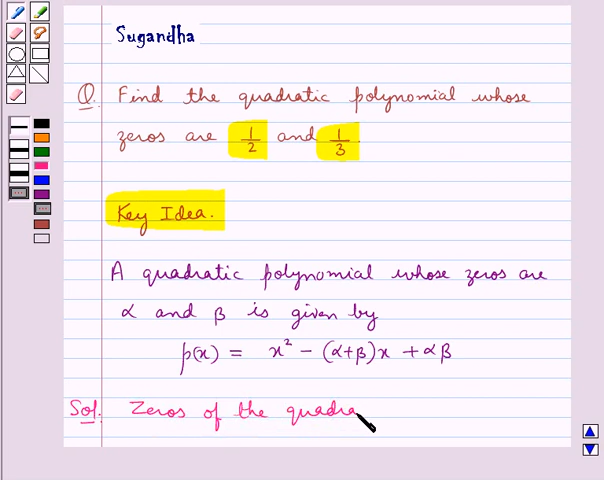 Sugandha
Q. Find the quadratic polynomial whose
zeros are 1/2 and 1/3.
Key Idea.
A quadratic polynomial whose zeros are
α and β is given by
p(x) = x² - (α+β)x + αβ
Sol. Zeros of the quadra